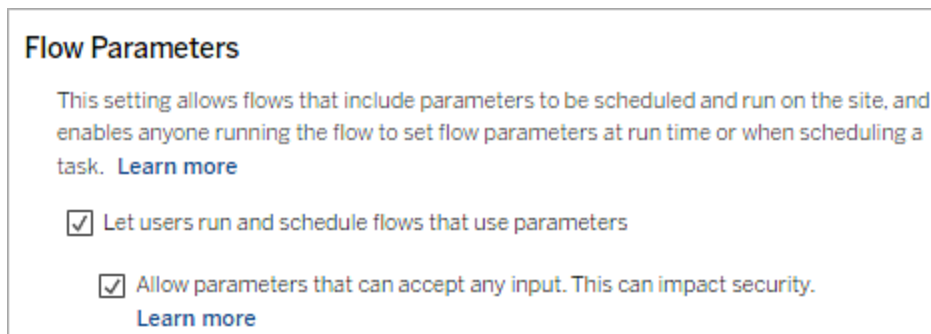 Flow Parameters
This setting allows flows that include parameters to be scheduled and run on the site, and
enables anyone running the flow to set flow parameters at run time or when scheduling a
task. Learn more
Let users run and schedule flows that use parameters
Allow parameters that can accept any input. This can impact security.
Learn more